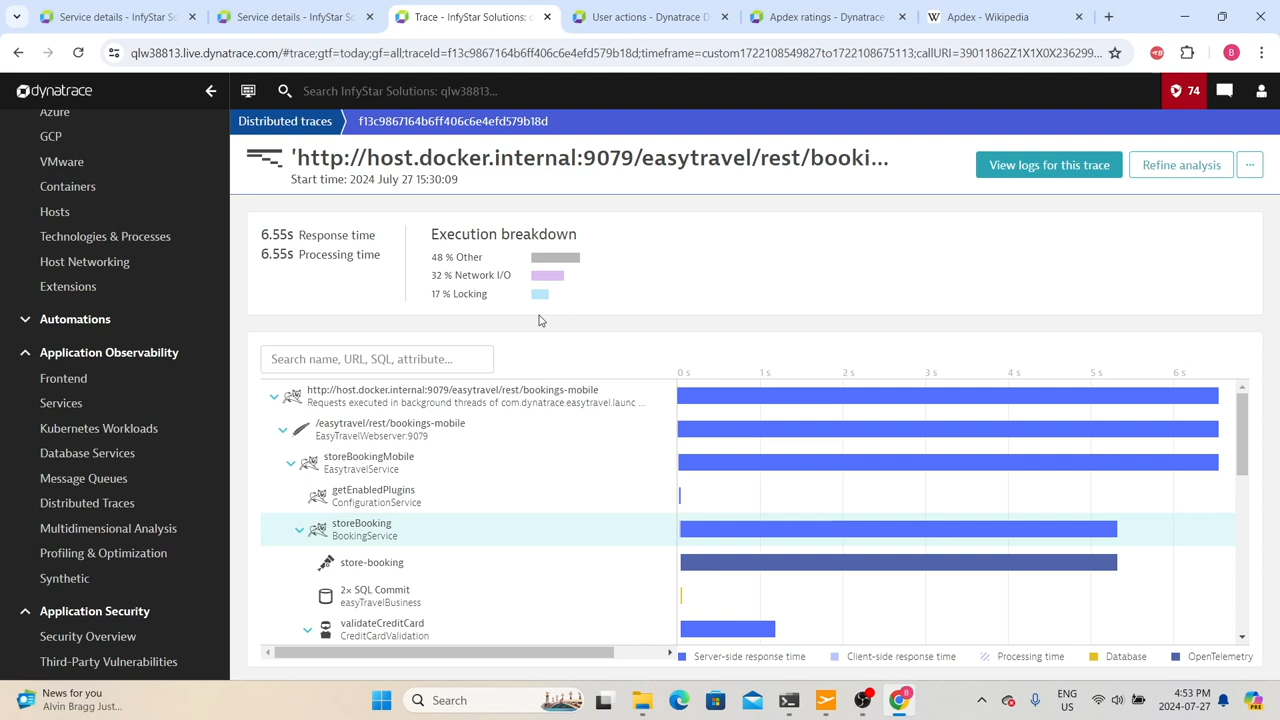 Service details - InfyStar Sc
Service details - InfyStar Sol
Trace - InfyStar Solutions: q
User actions - Dynatrace D
Apdex ratings - Dynatrace
Apdex - Wikipedia
qlw38813.live.dynatrace.com/#trace;gtf=today;gf=all;traceId=f13c9867164b6ff406c6e4efd579b18d;timeframe=custom1722108549827to1722108675113;callURI=39011862Z1X1X0X236299...
dynatrace
Search InfyStar Solutions: qlw38813...
74
Azure
GCP
VMware
Containers
Hosts
Technologies & Processes
Host Networking
Extensions
Automations
Application Observability
Frontend
Services
Kubernetes Workloads
Database Services
Message Queues
Distributed Traces
Multidimensional Analysis
Profiling & Optimization
Synthetic
Application Security
Security Overview
Third-Party Vulnerabilities
Distributed traces
f13c9867164b6ff406c6e4efd579b18d
'http://host.docker.internal:9079/easytravel/rest/booki...
Start time: 2024 July 27 15:30:09
View logs for this trace
Refine analysis
...
6.55s Response time
6.55s Processing time
Execution breakdown
48 % Other
32 % Network I/O
17 % Locking
Search name, URL, SQL, attribute...
0 s 1 s 2 s 3 s 4 s 5 s 6 s
http://host.docker.internal:9079/easytravel/rest/bookings-mobile
Requests executed in background threads of com.dynatrace.easytravel.launc ...
/easytravel/rest/bookings-mobile
EasyTravelWebserver:9079
storeBookingMobile
EasytravelService
getEnabledPlugins
ConfigurationService
storeBooking
BookingService
store-booking
2× SQL Commit
easyTravelBusiness
validateCreditCard
CreditCardValidation
Server-side response time
Client-side response time
Processing time
Database
OpenTelemetry
News for you
Alvin Bragg Just...
Search
ENG
US
4:53 PM
2024-07-27